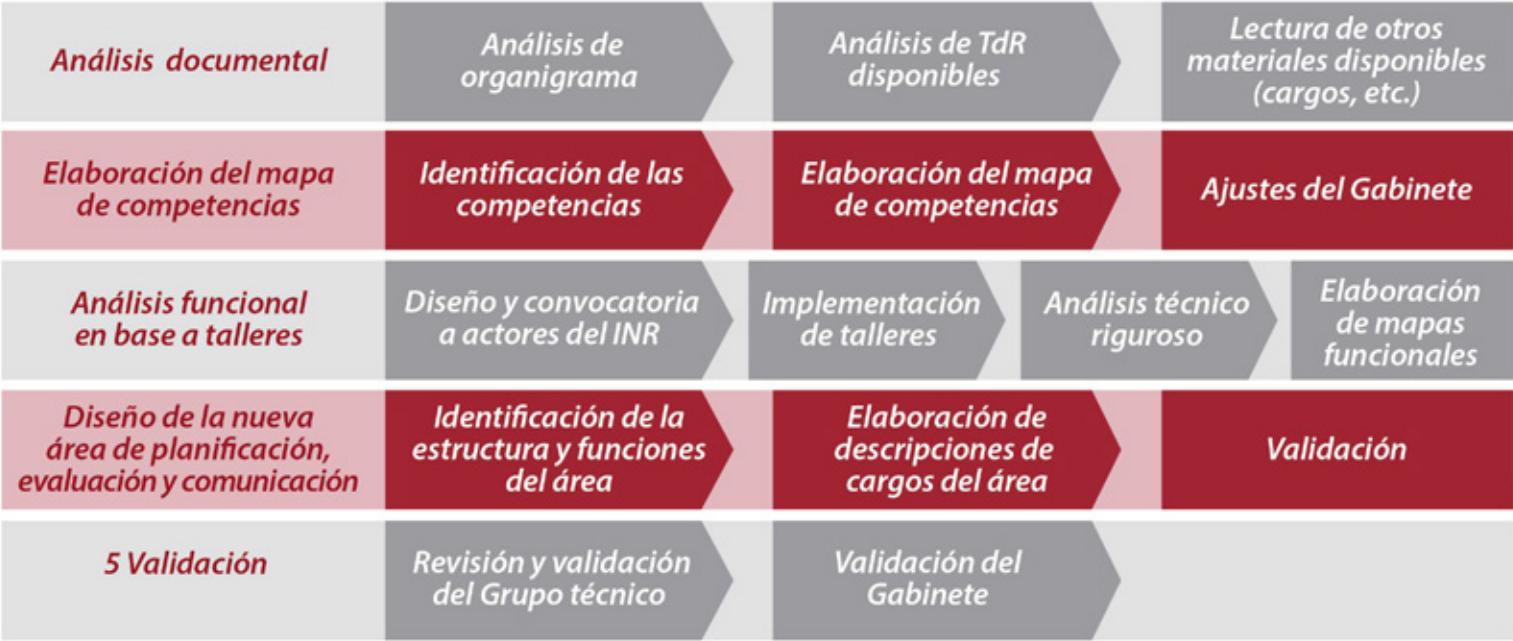 Análisis documental
Análisis de
organigrama
Análisis de TdR
disponibles
Lectura de otros
materiales disponibles
(cargos, etc.)
Elaboración del mapa
de competencias
Identificación de las
competencias
Elaboración del mapa
de competencias
Ajustes del Gabinete
Análisis funcional
en base a talleres
Diseño y convocatoria
a actores del INR
Implementación
de talleres
Análisis técnico
riguroso
Elaboración
de mapas
funcionales
Diseño de la nueva
área de planificación,
evaluación y comunicación
Identificación de la
estructura y funciones
del área
Elaboración de
descripciones de
cargos del área
Validación
5 Validación
Revisión y validación
del Grupo técnico
Validación del
Gabinete